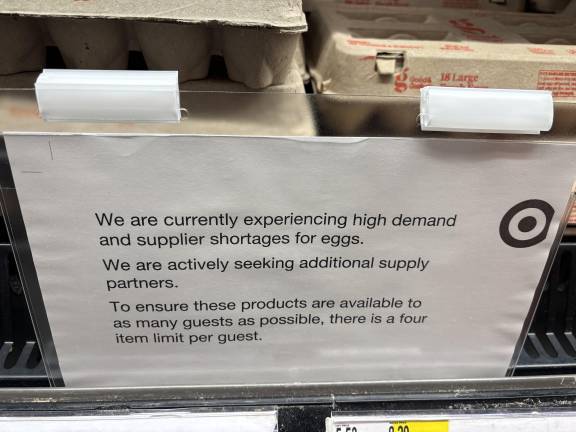 18 Large
We are currently experiencing high demand
and supplier shortages for eggs.
We are actively seeking additional supply
partners.
To ensure these products are available to
as many guests as possible, there is a four
item limit per guest.